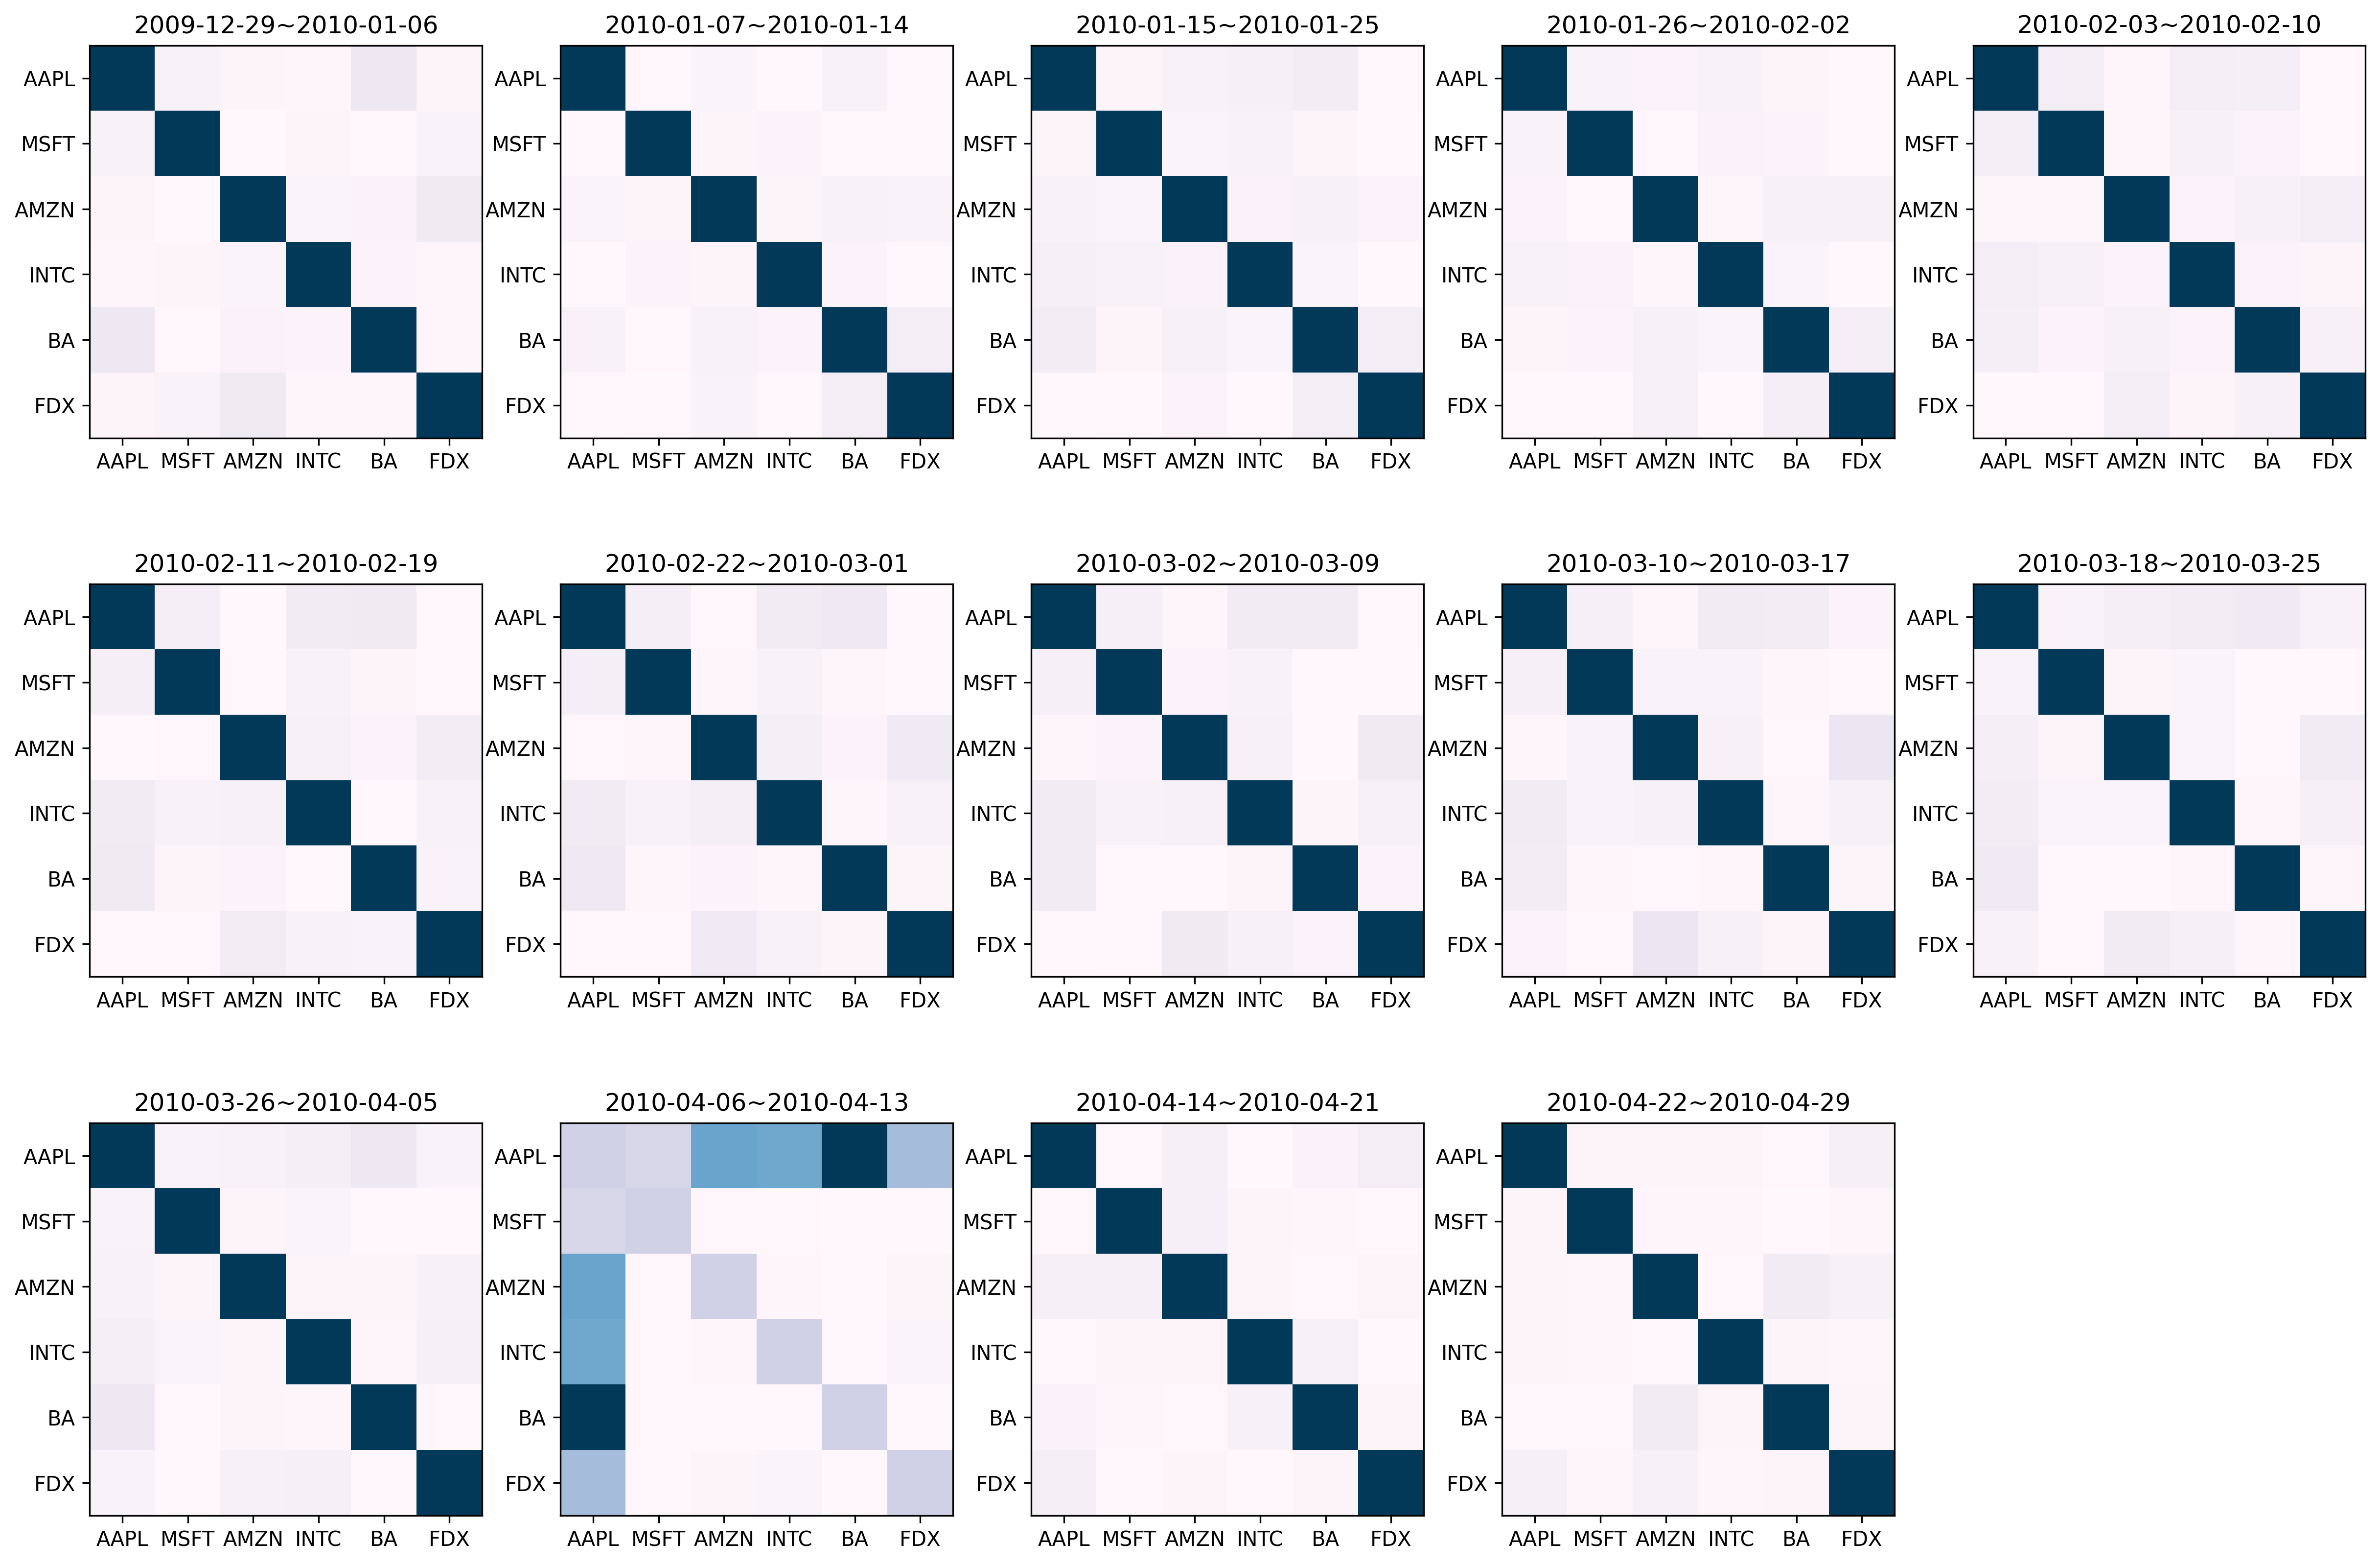 2009-12-29~2010-01-06
2010-01-07~2010-01-14
2010-01-15~2010-01-25
2010-01-26~2010-02-02
2010-02-03~2010-02-10
AAPL AAPL AAPL AAPL AAPL
MSFT MSFT MSFT MSFT MSFT
AMZN AMZN AMZN AMZN AMZN
INTC INTC INTC INTC INTC
BA BA BA BA BA
FDX FDX FDX FDX FDX
AAPL MSFT AMZN INTC BA FDX
AAPL MSFT AMZN INTC BA FDX
AAPL MSFT AMZN INTC BA FDX
AAPL MSFT AMZN INTC BA FDX
AAPL MSFT AMZN INTC BA FDX
2010-02-11~2010-02-19
2010-02-22~2010-03-01
2010-03-02~2010-03-09
2010-03-10~2010-03-17
2010-03-18~2010-03-25
AAPL AAPL AAPL AAPL AAPL
MSFT MSFT MSFT MSFT MSFT
AMZN AMZN AMZN AMZN AMZN
INTC INTC INTC INTC INTC
BA BA BA BA BA
FDX FDX FDX FDX FDX
AAPL MSFT AMZN INTC BA FDX
AAPL MSFT AMZN INTC BA FDX
AAPL MSFT AMZN INTC BA FDX
AAPL MSFT AMZN INTC BA FDX
AAPL MSFT AMZN INTC BA FDX
2010-03-26~2010-04-05
2010-04-06~2010-04-13
2010-04-14~2010-04-21
2010-04-22~2010-04-29
AAPL AAPL AAPL AAPL
MSFT MSFT MSFT MSFT
AMZN AMZN AMZN AMZN
INTC INTC INTC INTC
BA BA BA BA
FDX FDX FDX FDX
AAPL MSFT AMZN INTC BA FDX
AAPL MSFT AMZN INTC BA FDX
AAPL MSFT AMZN INTC BA FDX
AAPL MSFT AMZN INTC BA FDX